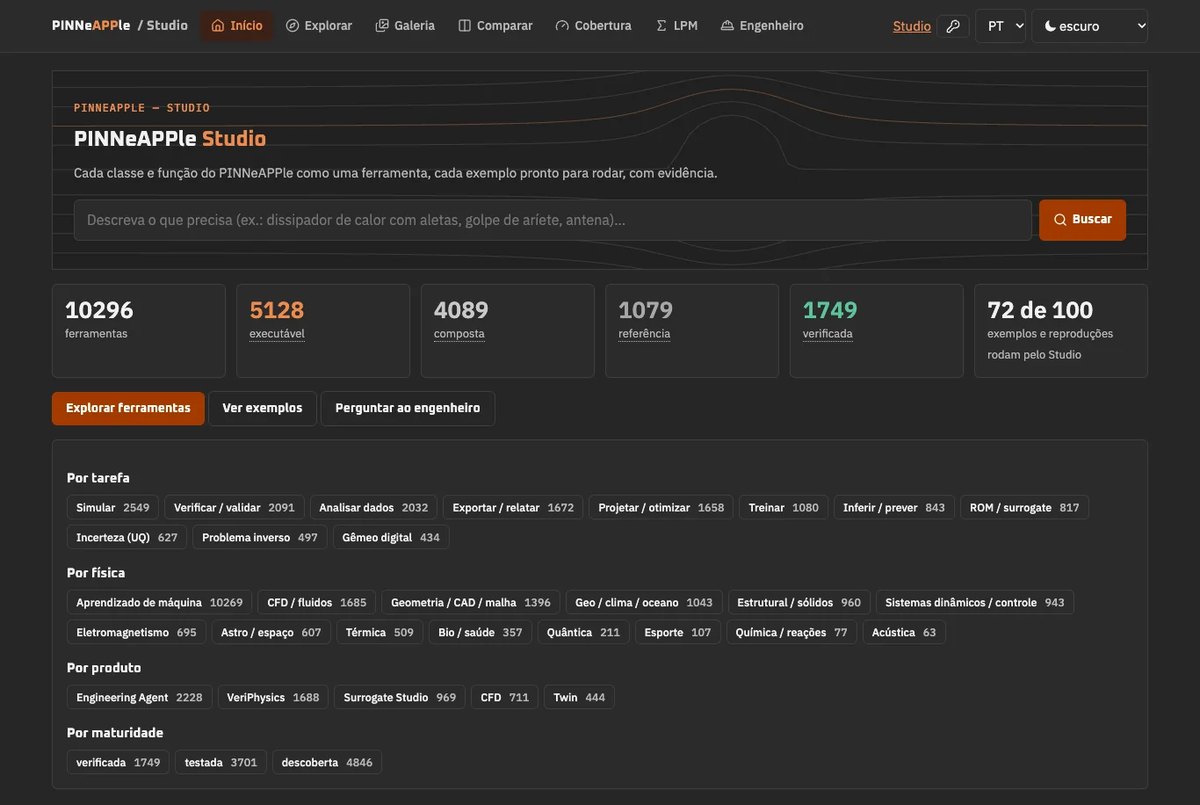 PINNeAPPle / Studio Início Explorar Galeria Comparar Cobertura LPM Engenheiro Studio PT escuro
PINNEAPPLE — STUDIO
PINNeAPPle Studio
Cada classe e função do PINNeAPPle como uma ferramenta, cada exemplo pronto para rodar, com evidência.
Descreva o que precisa (ex.: dissipador de calor com aletas, golpe de aríete, antena)... Buscar
10296 5128 4089 1079 1749 72 de 100
ferramentas executável composta referência verificada exemplos e reproduções
rodam pelo Studio
Explorar ferramentas Ver exemplos Perguntar ao engenheiro
Por tarefa
Simular 2549 Verificar / validar 2091 Analisar dados 2032 Exportar / relatar 1672 Projetar / otimizar 1658 Treinar 1080 Inferir / prever 843 ROM / surrogate 817
Incerteza (UQ) 627 Problema inverso 497 Gêmeo digital 434
Por física
Aprendizado de máquina 10269 CFD / fluidos 1685 Geometria / CAD / malha 1396 Geo / clima / oceano 1043 Estrutural / sólidos 960 Sistemas dinâmicos / controle 943
Eletromagnetismo 695 Astro / espaço 607 Térmica 509 Bio / saúde 357 Quântica 211 Esporte 107 Química / reações 77 Acústica 63
Por produto
Engineering Agent 2228 VeriPhysics 1688 Surrogate Studio 969 CFD 711 Twin 444
Por maturidade
verificada 1749 testada 3701 descoberta 4846